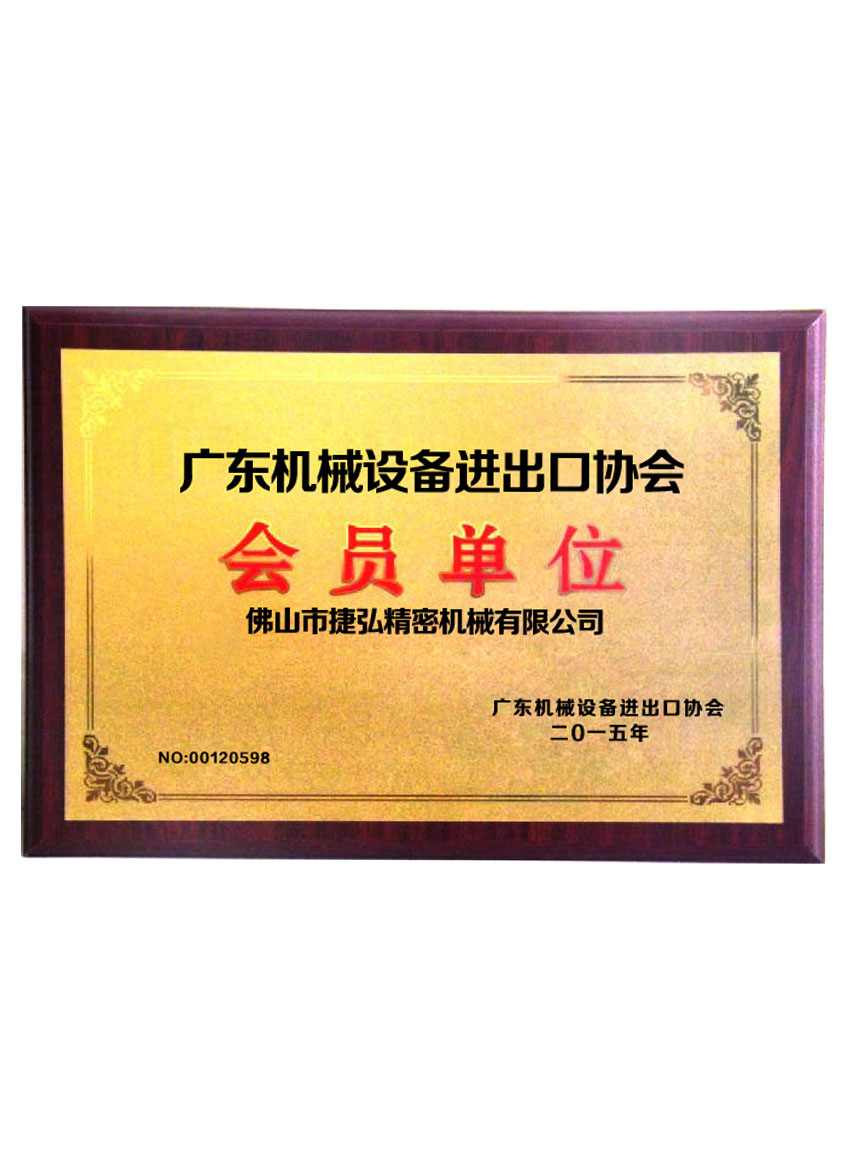 广东机械设备进出口协会
会员单位
佛山市捷弘精密机械有限公司
广东机械设备进出口协会
二0一五年
NO:00120598